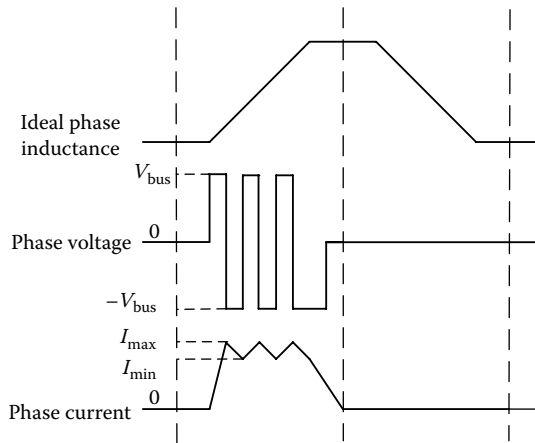 Ideal phase
inductance
V_bus
0
Phase voltage
−V_bus
I_max
I_min
0
Phase current